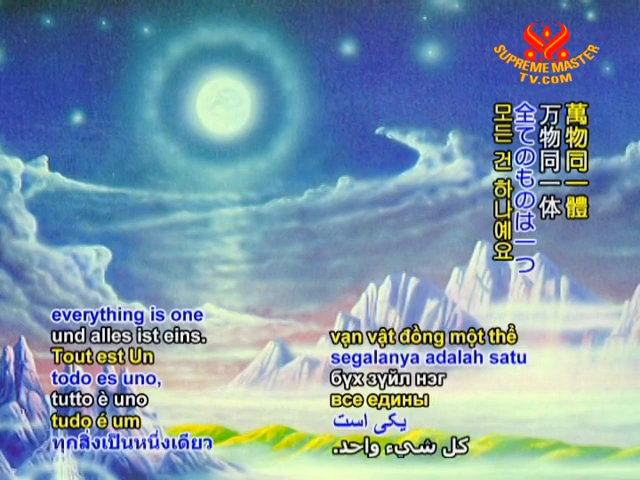 SUPREME MASTER
TV.COM
萬物同一體
万物同一体
全てのものは一つ
모든 건 하나예요
everything is one
und alles ist eins.
Tout est Un
todo es uno,
tutto è uno
tudo é um
ทุกสิ่งเป็นหนึ่งเดียว
vạn vật đồng một thể
segalanya adalah satu
бүх зүйл нэг
все едины
یکی است
كل شيء واحد.